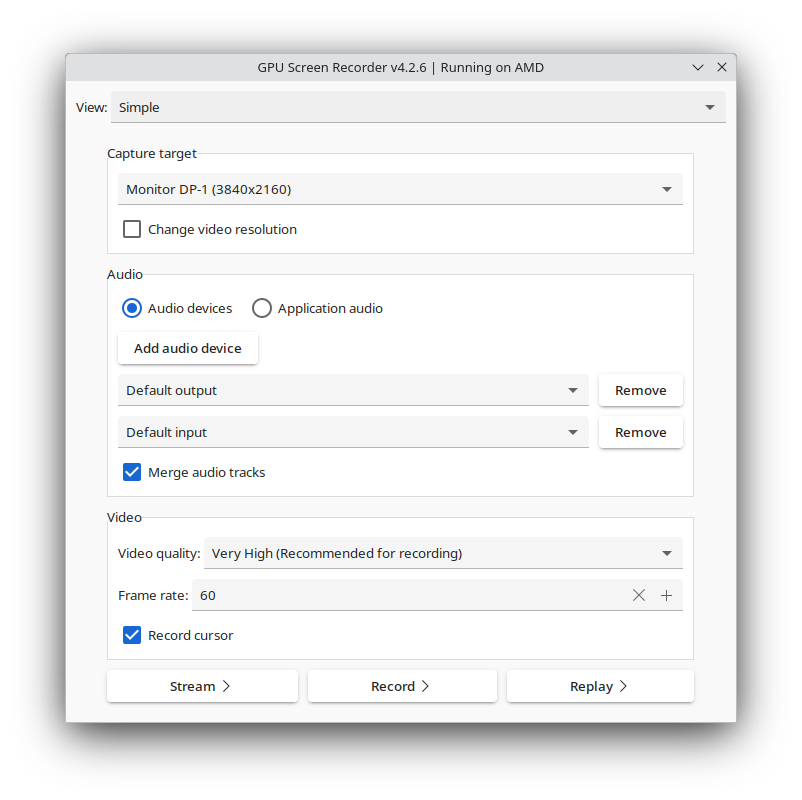 GPU Screen Recorder v4.2.6 | Running on AMD
View: Simple
Capture target
Monitor DP-1 (3840x2160)
Change video resolution
Audio
Audio devices Application audio
Add audio device
Default output Remove
Default input Remove
Merge audio tracks
Video
Video quality: Very High (Recommended for recording)
Frame rate: 60
Record cursor
Stream Record Replay